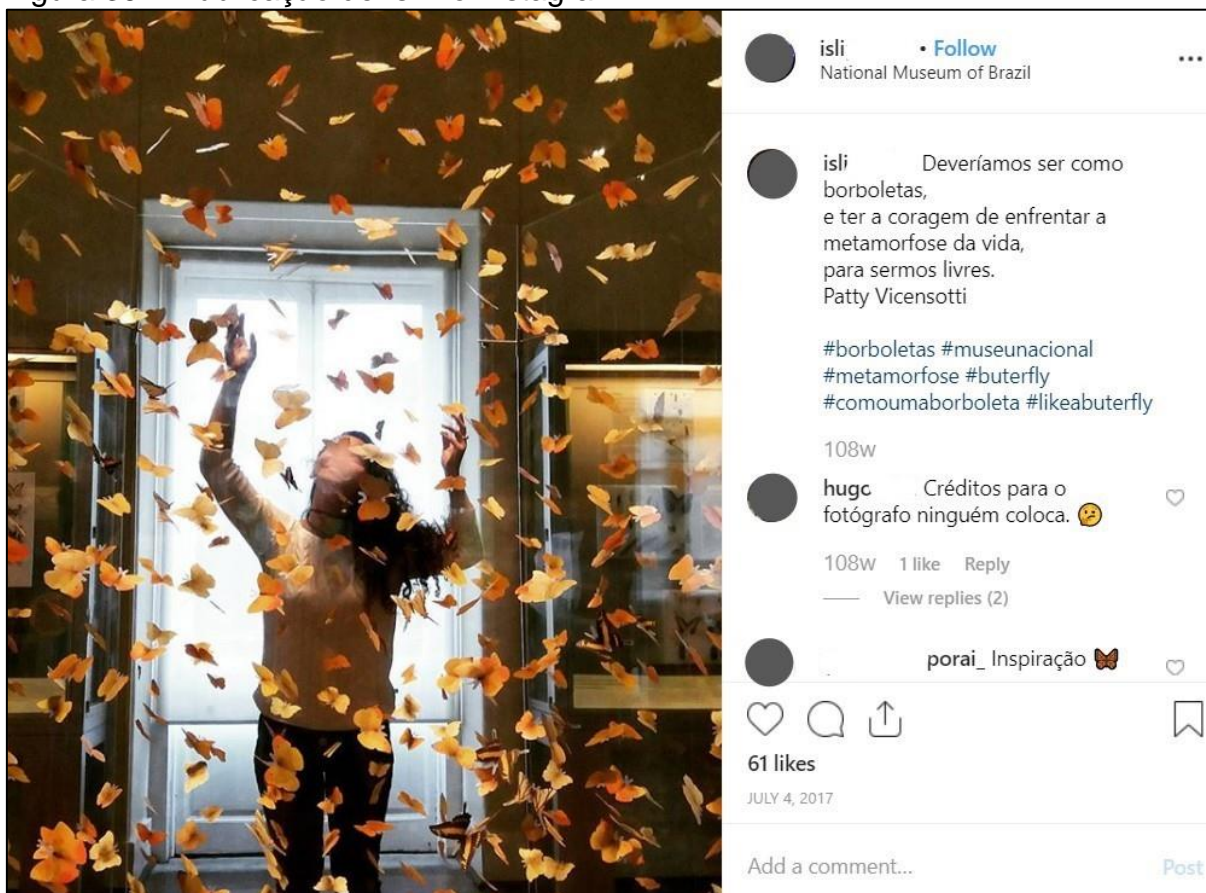 isli • Follow
National Museum of Brazil
isli Deveríamos ser como
borboletas,
e ter a coragem de enfrentar a
metamorfose da vida,
para sermos livres.
Patty Vicensotti
#borboletas #museunacional
#metamorfose #buterfly
#comoumaborboleta #likeabuterfly
108w
hugo Créditos para o
fotógrafo ninguém coloca. 😕
108w 1 like Reply
View replies (2)
porai_ Inspiração 🦋
61 likes
JULY 4, 2017
Add a comment... Post